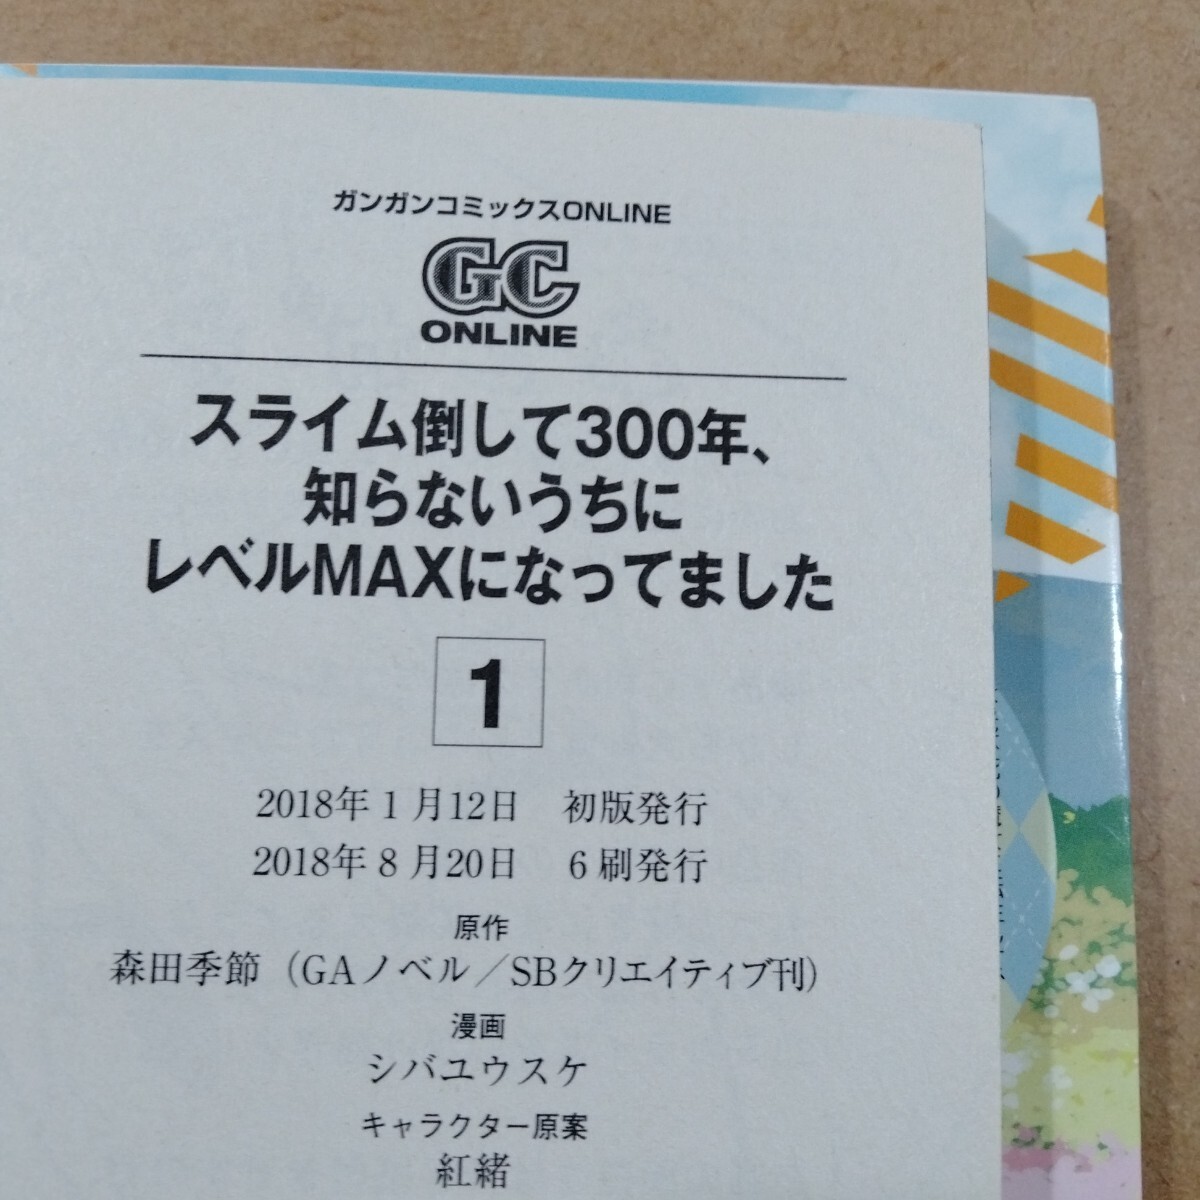 ガンガンコミックスONLINE
GC
ONLINE
スライム倒して300年、
知らないうちに
レベルMAXになってました
1
2018年1月12日　初版発行
2018年8月20日　6刷発行
原作
森田季節（GAノベル／SBクリエイティブ刊）
漫画
シバユウスケ
キャラクター原案
紅緒